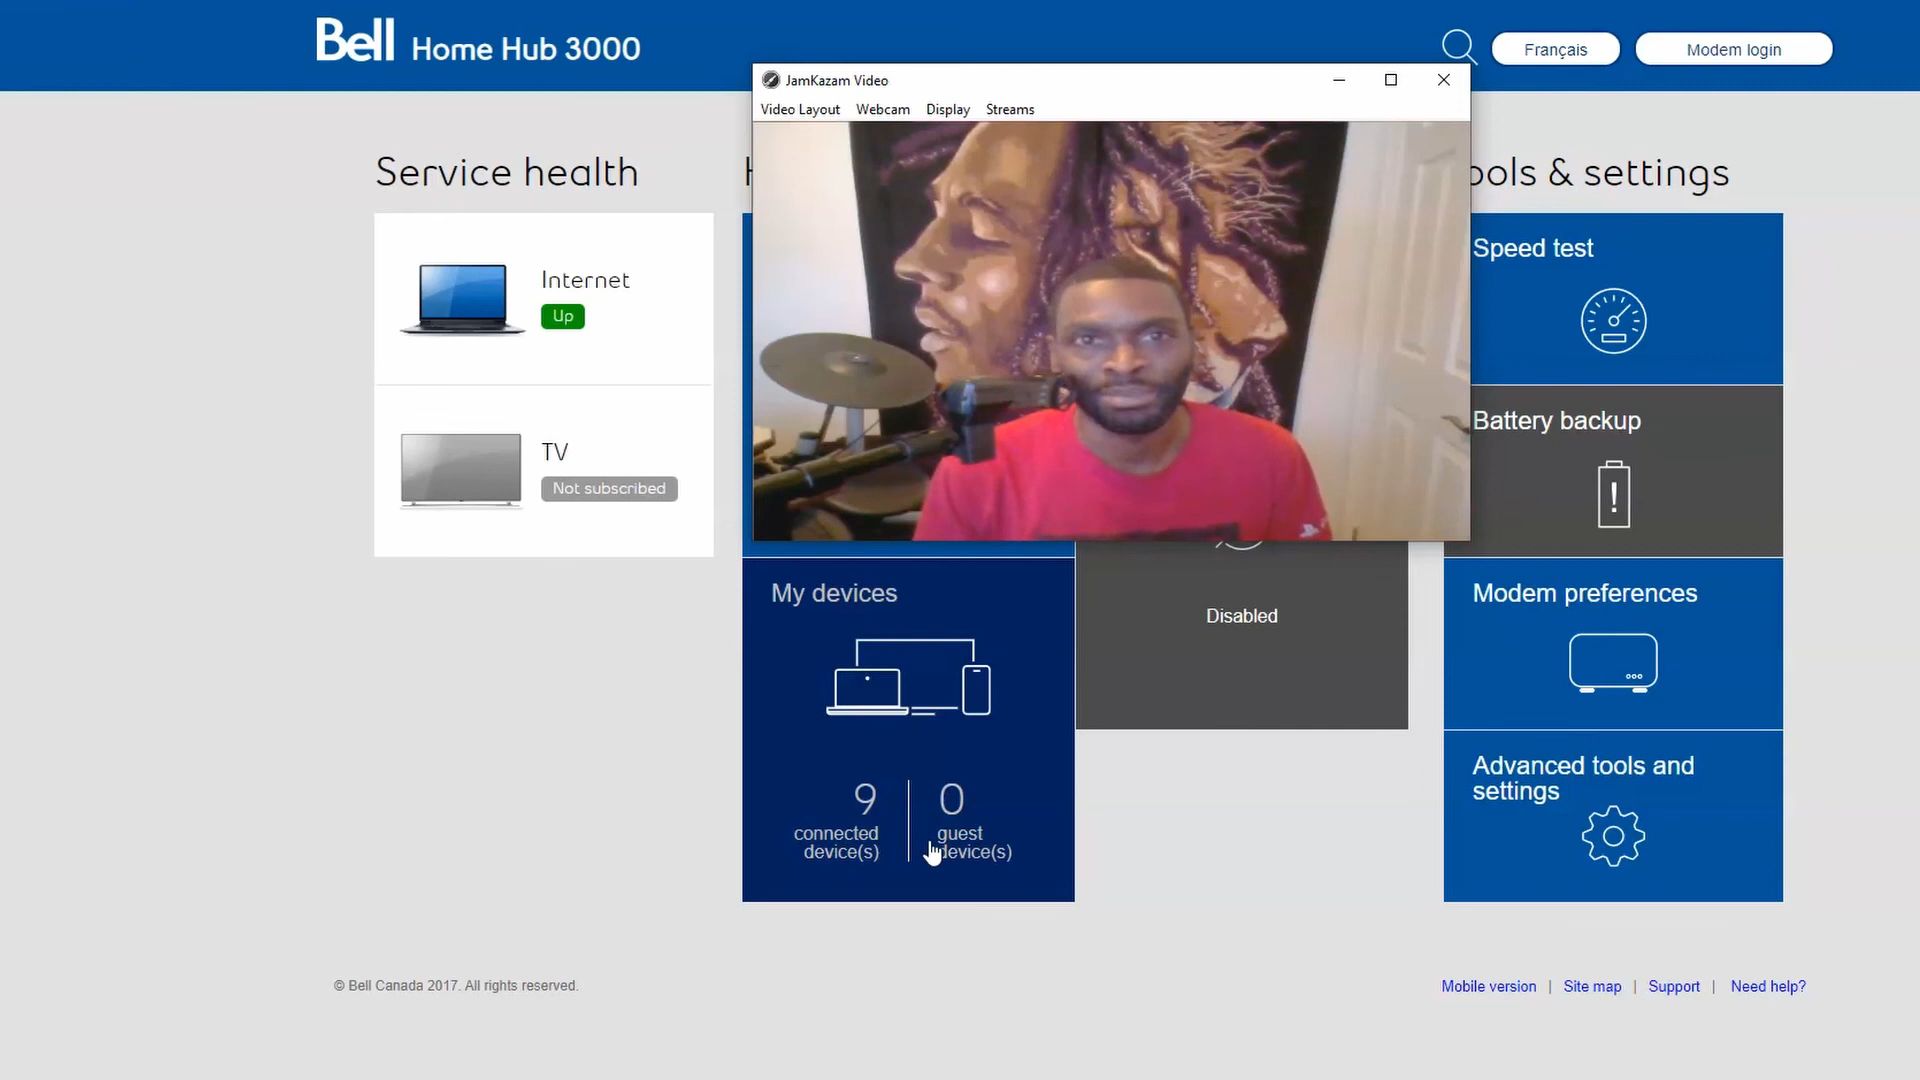 Bell Home Hub 3000
Français
Modem login
JamKazam Video
Video Layout Webcam Display Streams
Service health
ools & settings
Internet
Up
TV
Not subscribed
My devices
9
connected
device(s)
0
guest
device(s)
Disabled
Speed test
Battery backup
Modem preferences
Advanced tools and
settings
© Bell Canada 2017. All rights reserved.
Mobile version | Site map | Support | Need help?